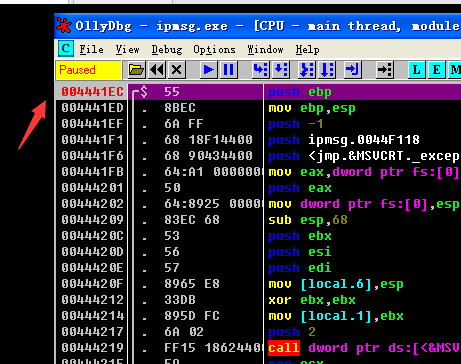 OllyDbg - ipmsg.exe - [CPU - main thread, module
C File View Debug Options Window Help
Paused L E M
004441EC $ 55 push ebp
004441ED . 8BEC mov ebp,esp
004441EF . 6A FF push -1
004441F1 . 68 18F14400 push ipmsg.0044F118
004441F6 . 68 90434400 push <jmp.&MSVCRT._excep
004441FB . 64:A1 0000000 mov eax,dword ptr fs:[0]
00444201 . 50 push eax
00444202 . 64:8925 00000 mov dword ptr fs:[0],esp
00444209 . 83EC 68 sub esp,68
0044420C . 53 push ebx
0044420D . 56 push esi
0044420E . 57 push edi
0044420F . 8965 E8 mov [local.6],esp
00444212 . 33DB xor ebx,ebx
00444214 . 895D FC mov [local.1],ebx
00444217 . 6A 02 push 2
00444219 . FF15 18624400 call dword ptr ds:[<&MSV